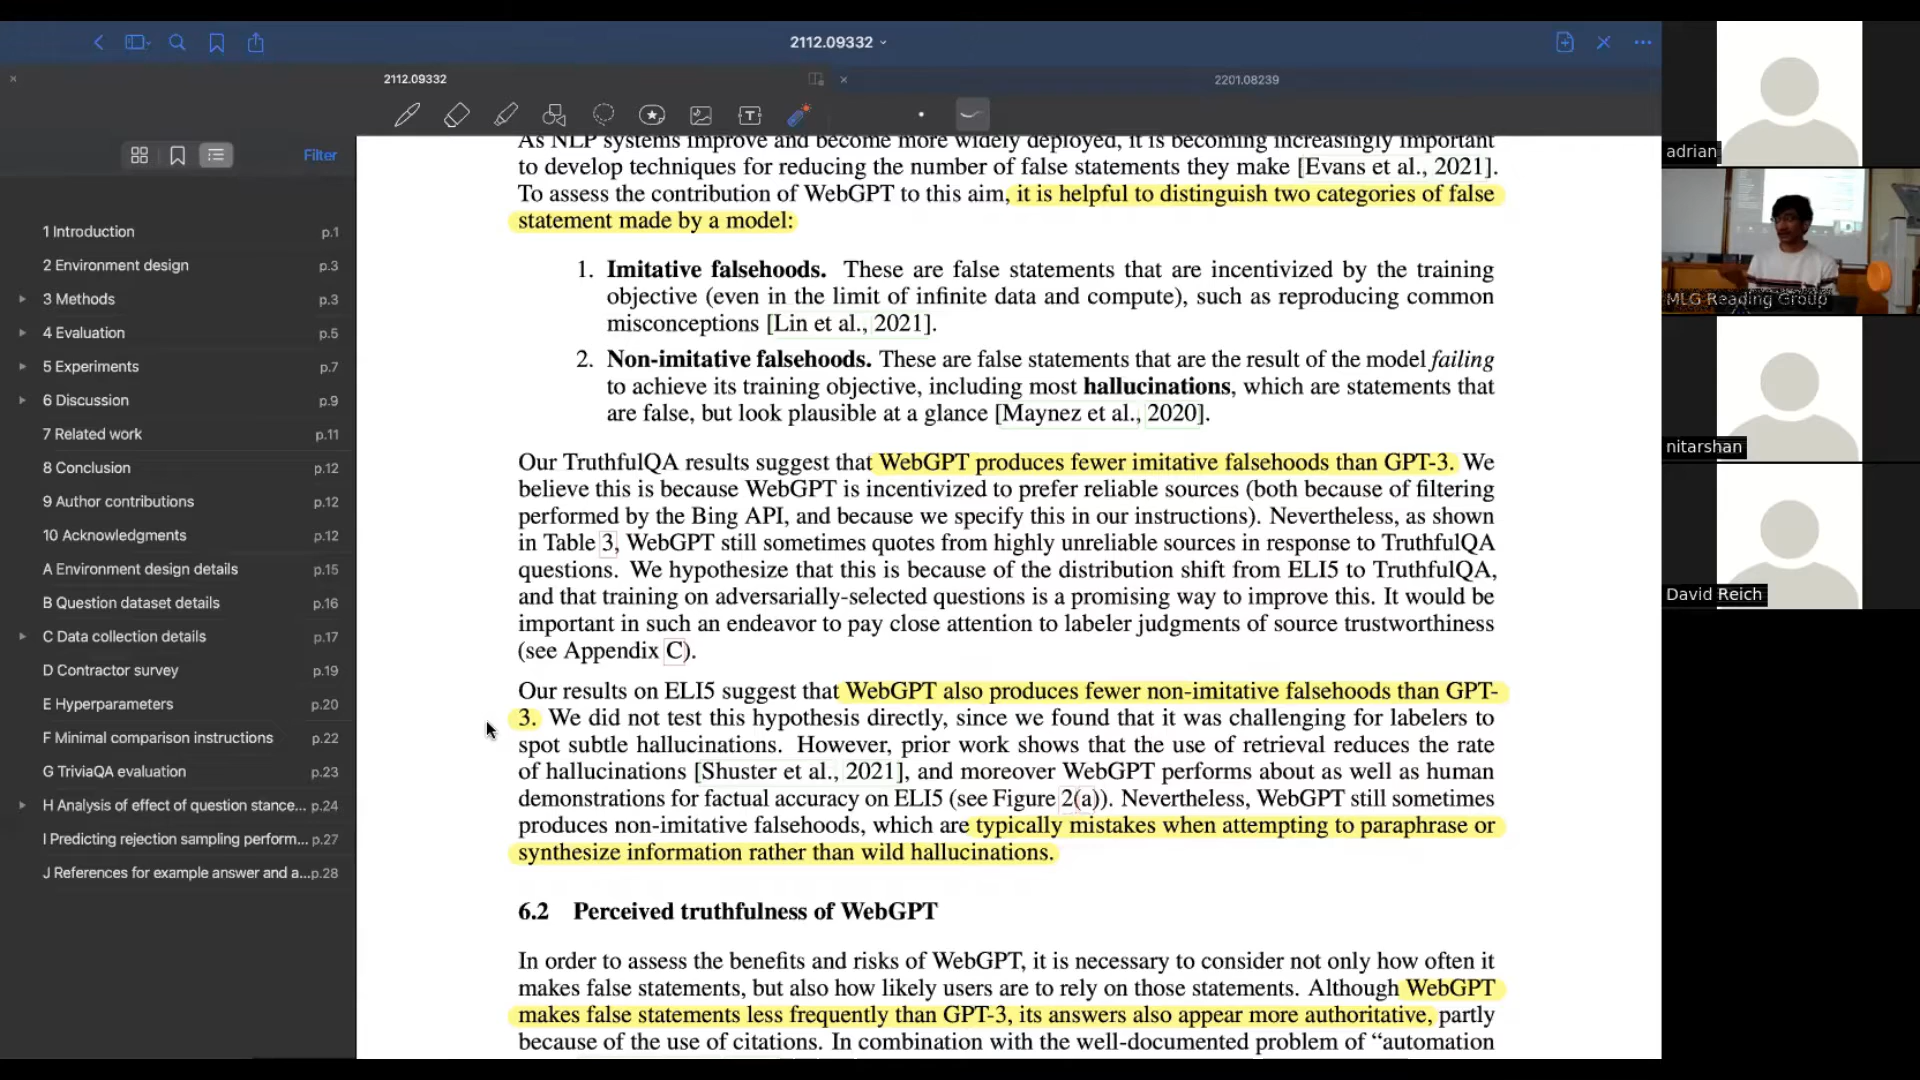 2112.09332
2112.09332
2201.08239
T
Filter
1 Introduction p.1
2 Environment design p.3
3 Methods p.3
4 Evaluation p.5
5 Experiments p.7
6 Discussion p.9
7 Related work p.11
8 Conclusion p.12
9 Author contributions p.12
10 Acknowledgments p.12
A Environment design details p.15
B Question dataset details p.16
C Data collection details p.17
D Contractor survey p.19
E Hyperparameters p.20
F Minimal comparison instructions p.22
G TriviaQA evaluation p.23
H Analysis of effect of question stance... p.24
I Predicting rejection sampling perform... p.27
J References for example answer and a... p.28
As NLP systems improve and become more widely deployed, it is becoming increasingly important
to develop techniques for reducing the number of false statements they make [Evans et al., 2021].
To assess the contribution of WebGPT to this aim, it is helpful to distinguish two categories of false
statement made by a model:
1. Imitative falsehoods. These are false statements that are incentivized by the training
objective (even in the limit of infinite data and compute), such as reproducing common
misconceptions [Lin et al., 2021].
2. Non-imitative falsehoods. These are false statements that are the result of the model failing
to achieve its training objective, including most hallucinations, which are statements that
are false, but look plausible at a glance [Maynez et al., 2020].
Our TruthfulQA results suggest that WebGPT produces fewer imitative falsehoods than GPT-3. We
believe this is because WebGPT is incentivized to prefer reliable sources (both because of filtering
performed by the Bing API, and because we specify this in our instructions). Nevertheless, as shown
in Table 3, WebGPT still sometimes quotes from highly unreliable sources in response to TruthfulQA
questions. We hypothesize that this is because of the distribution shift from ELI5 to TruthfulQA,
and that training on adversarially-selected questions is a promising way to improve this. It would be
important in such an endeavor to pay close attention to labeler judgments of source trustworthiness
(see Appendix C).
Our results on ELI5 suggest that WebGPT also produces fewer non-imitative falsehoods than GPT-
3. We did not test this hypothesis directly, since we found that it was challenging for labelers to
spot subtle hallucinations. However, prior work shows that the use of retrieval reduces the rate
of hallucinations [Shuster et al., 2021], and moreover WebGPT performs about as well as human
demonstrations for factual accuracy on ELI5 (see Figure 2(a)). Nevertheless, WebGPT still sometimes
produces non-imitative falsehoods, which are typically mistakes when attempting to paraphrase or
synthesize information rather than wild hallucinations.
6.2 Perceived truthfulness of WebGPT
In order to assess the benefits and risks of WebGPT, it is necessary to consider not only how often it
makes false statements, but also how likely users are to rely on those statements. Although WebGPT
makes false statements less frequently than GPT-3, its answers also appear more authoritative, partly
because of the use of citations. In combination with the well-documented problem of “automation
adrian
MLG Reading Group
nitarshan
David Reich